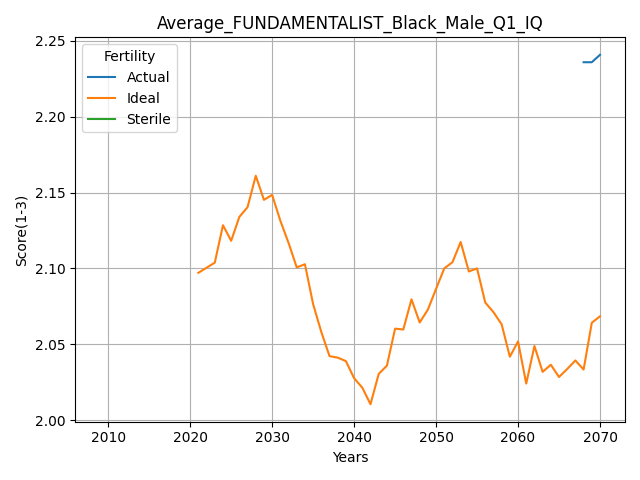 Average_FUNDAMENTALIST_Black_Male_Q1_IQ
2.25
2.20
2.15
2.10
2.05
2.00
Score(1-3)
Fertility
Actual
Ideal
Sterile
2010
2020
2030
2040
2050
2060
2070
Years